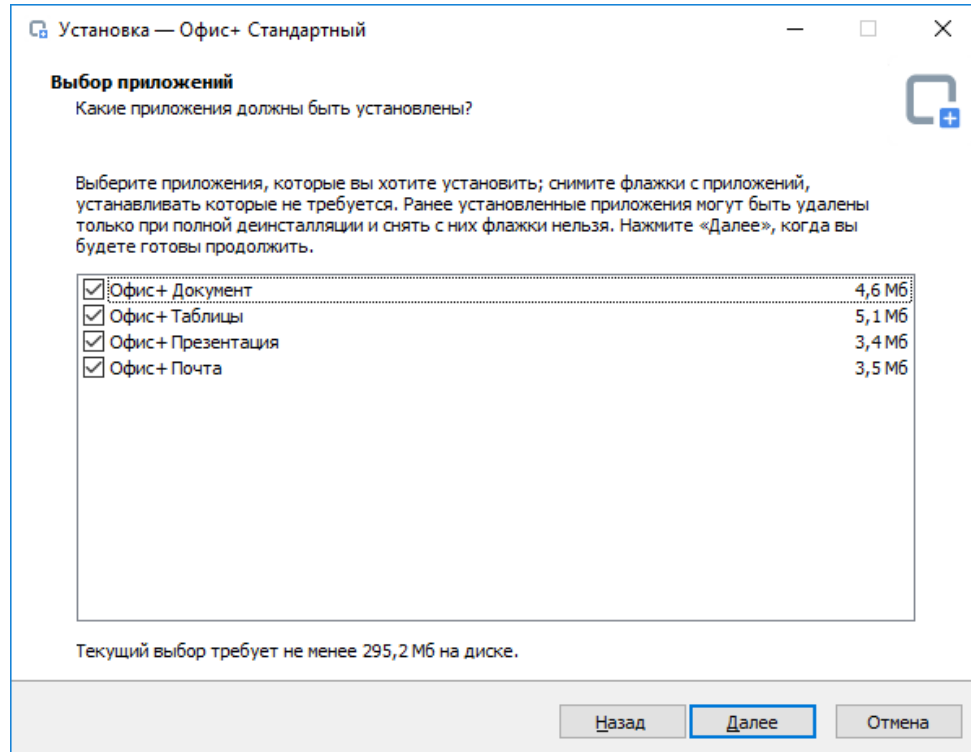 Установка — Офис+ Стандартный
Выбор приложений
Какие приложения должны быть установлены?
Выберите приложения, которые вы хотите установить; снимите флажки с приложений,
устанавливать которые не требуется. Ранее установленные приложения могут быть удалены
только при полной деинсталляции и снять с них флажки нельзя. Нажмите «Далее», когда вы
будете готовы продолжить.
Офис+ Документ 4,6 Мб
Офис+ Таблицы 5,1 Мб
Офис+ Презентация 3,4 Мб
Офис+ Почта 3,5 Мб
Текущий выбор требует не менее 295,2 Мб на диске.
Назад Далее Отмена